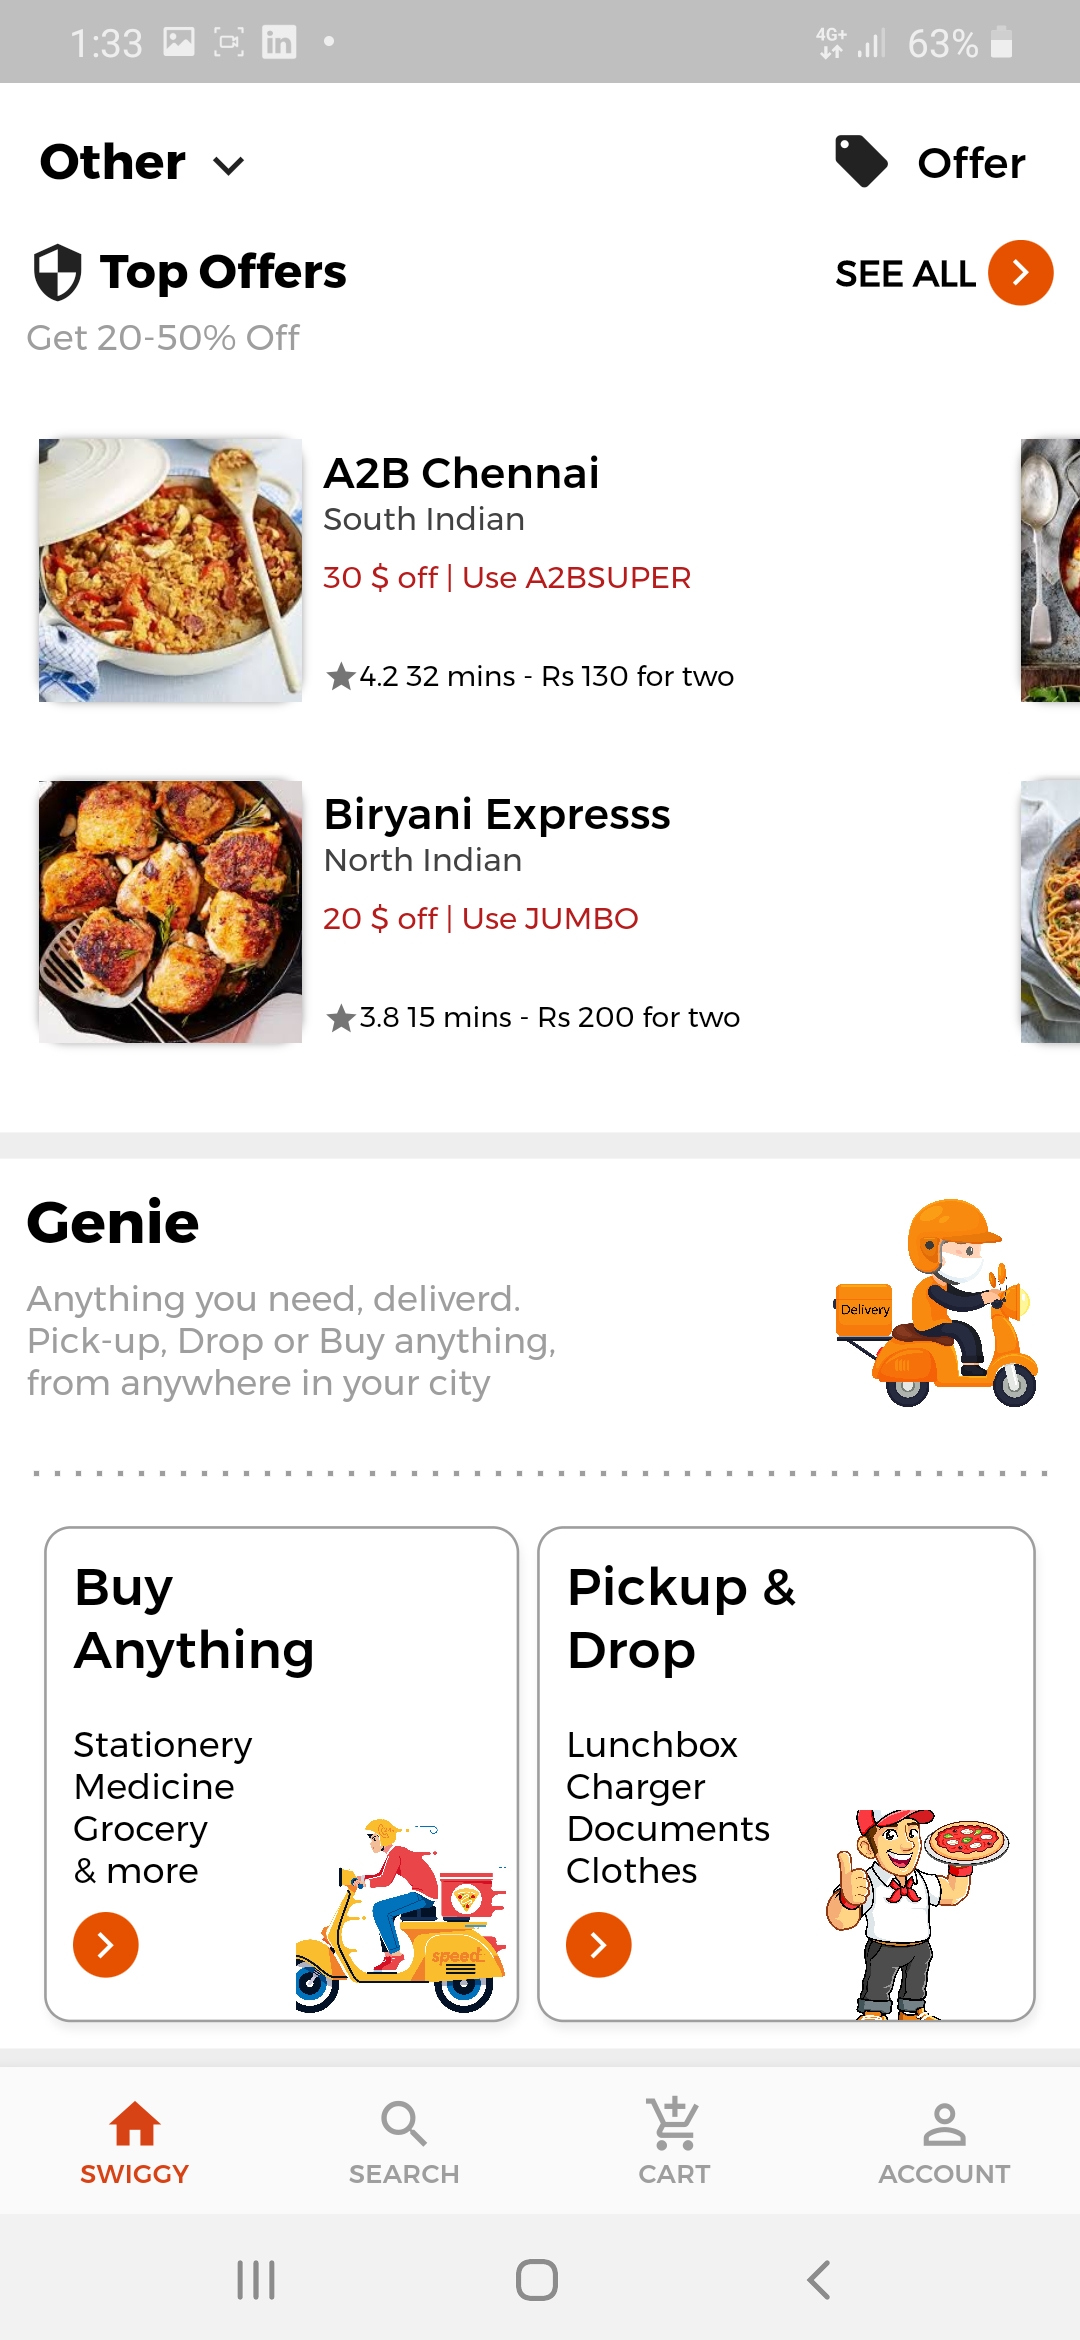 1:33
4G+
63%
Other
Offer
Top Offers
SEE ALL
Get 20-50% Off
A2B Chennai
South Indian
30 $ off | Use A2BSUPER
4.2 32 mins - Rs 130 for two
Biryani Expresss
North Indian
20 $ off | Use JUMBO
3.8 15 mins - Rs 200 for two
Genie
Anything you need, deliverd.
Pick-up, Drop or Buy anything,
from anywhere in your city
Delivery
Buy
Anything
Stationery
Medicine
Grocery
& more
speed
Pickup &
Drop
Lunchbox
Charger
Documents
Clothes
SWIGGY
SEARCH
CART
ACCOUNT